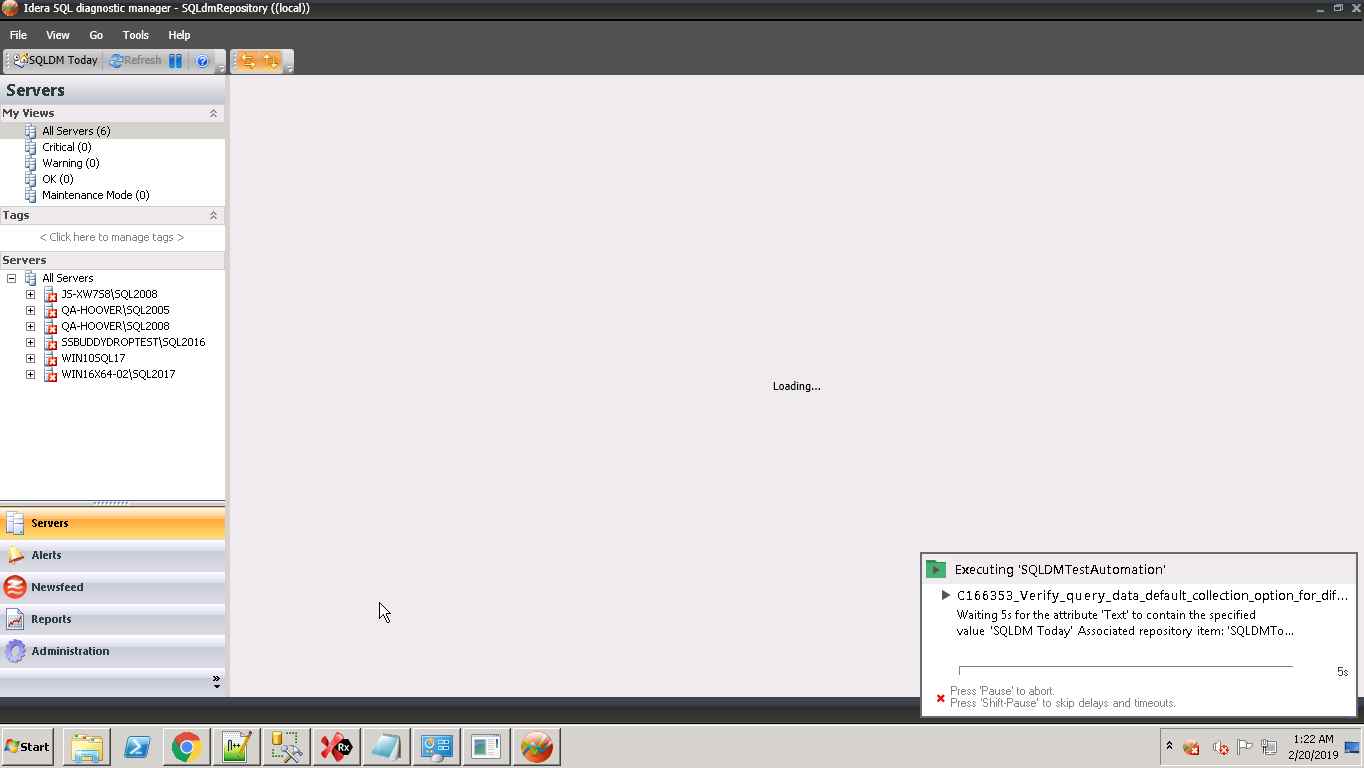 Idera SQL diagnostic manager - SQLdmRepository ((local))
File View Go Tools Help
SQLDM Today Refresh
Servers
My Views
All Servers (6)
Critical (0)
Warning (0)
OK (0)
Maintenance Mode (0)
Tags
< Click here to manage tags >
Servers
All Servers
JS-XW7S8\SQL2008
QA-HOOVER\SQL2005
QA-HOOVER\SQL2008
SSBUDDYDROPTEST\SQL2016
WIN10SQL17
WIN16X64-02\SQL2017
Loading...
Servers
Alerts
Newsfeed
Reports
Administration
Executing 'SQLDMTestAutomation'
C166353_Verify_query_data_default_collection_option_for_dif...
Waiting 5s for the attribute 'Text' to contain the specified
value 'SQLDM Today' Associated repository item: 'SQLDMTo...
5s
Press 'Pause' to abort.
Press 'Shift-Pause' to skip delays and timeouts.
Start
1:22 AM
2/20/2019